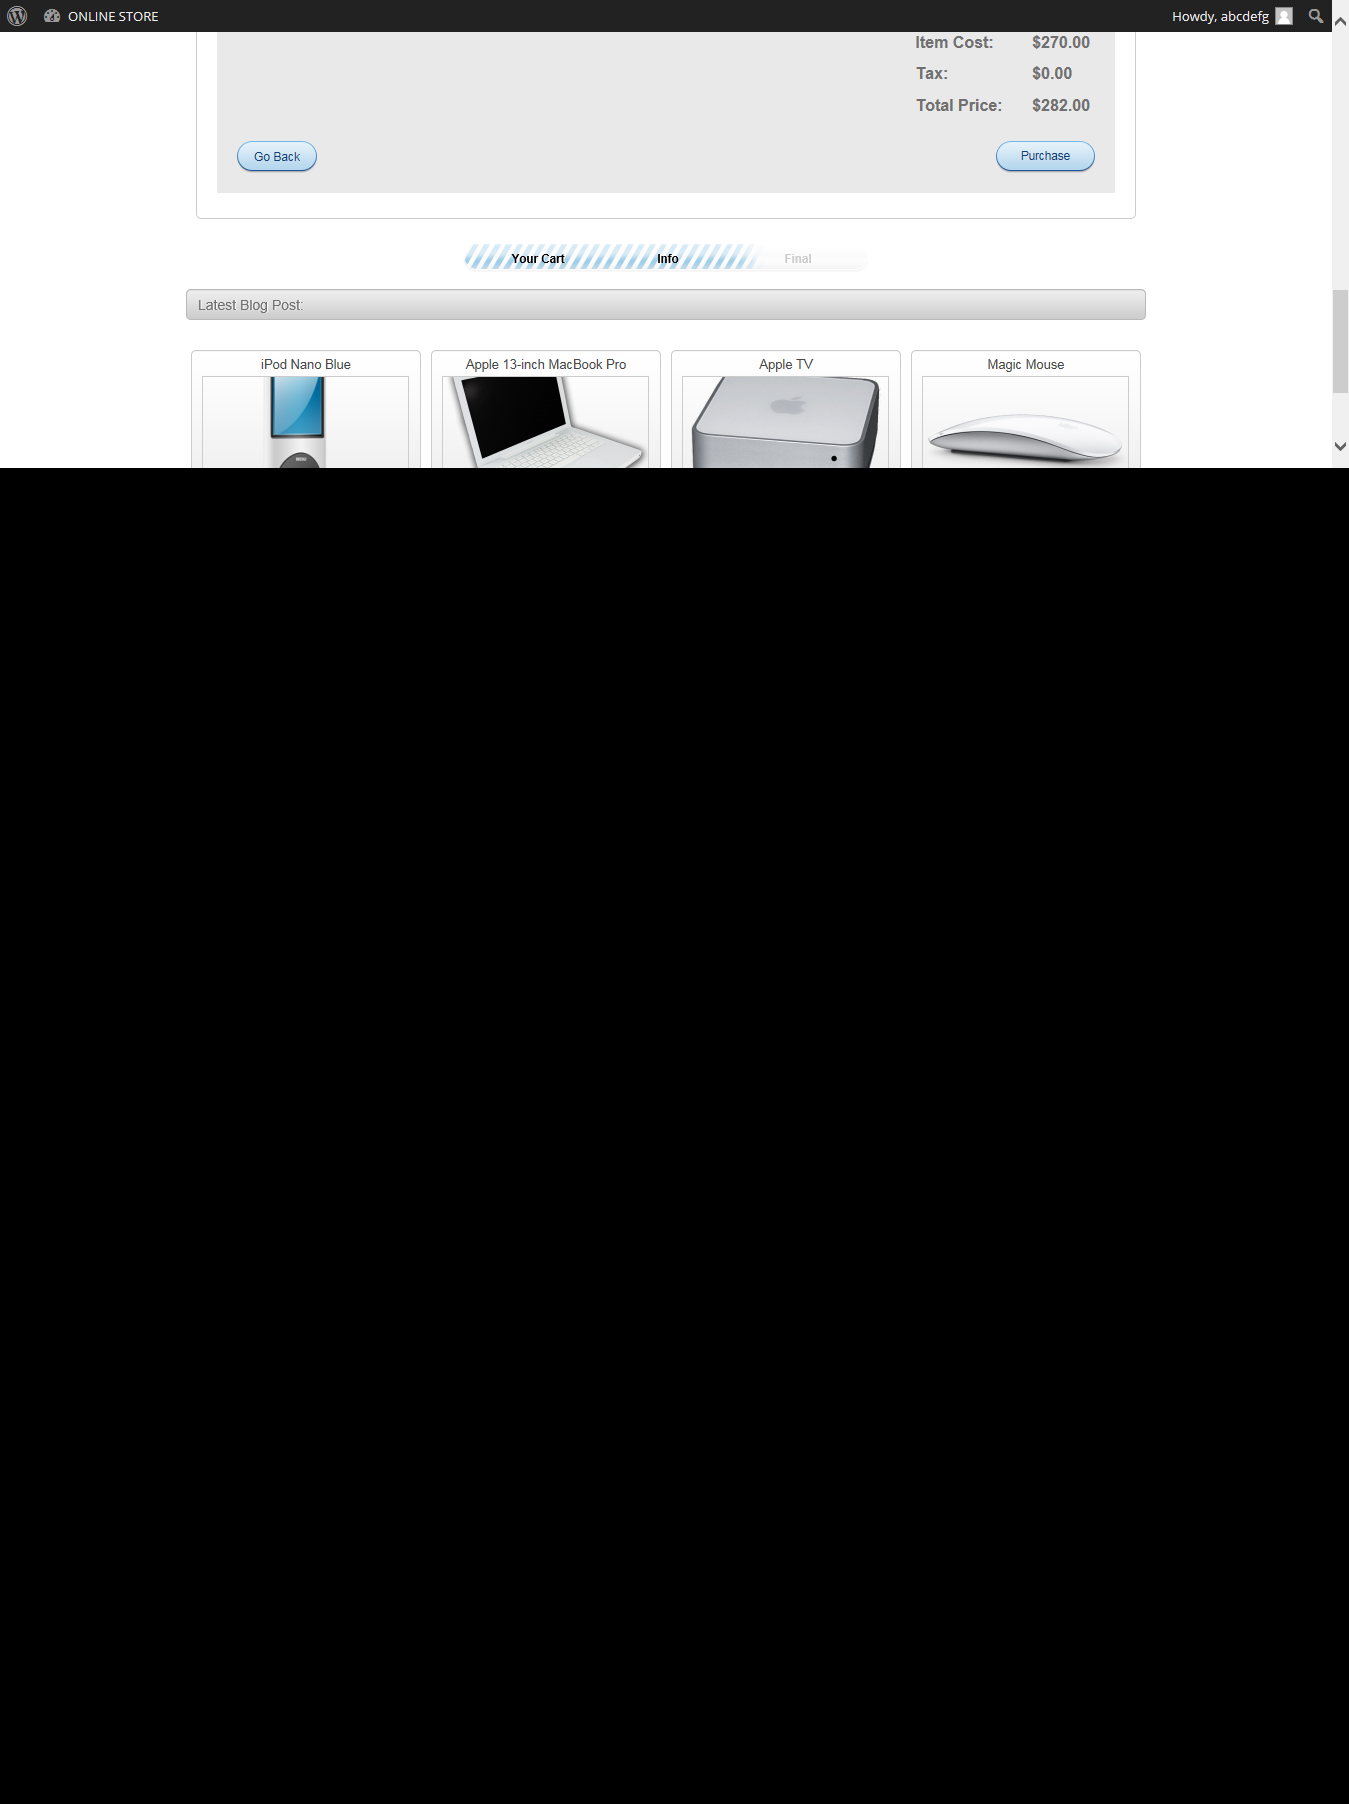 ONLINE STORE
Howdy, abcdefg
Item Cost: $270.00
Tax: $0.00
Total Price: $282.00
Go Back
Purchase
Your Cart
Info
Final
Latest Blog Post:
iPod Nano Blue
Apple 13-inch MacBook Pro
Apple TV
Magic Mouse
MENU